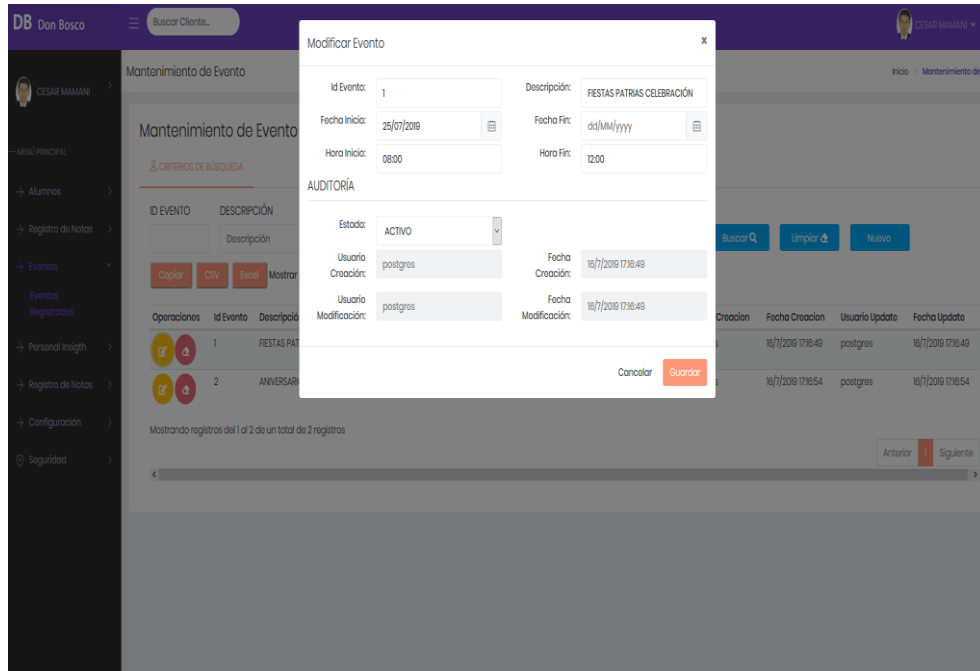 DB Don Bosco
Buscar Cliente...
CESAR MAMANI
CESAR MAMANI
MENÚ PRINCIPAL
Alumnos
Registro de Notas
Eventos
Eventos
Registrados
Personal Insigth
Registro de Notas
Configuración
Seguridad
Mantenimiento de Evento
Inicio Mantenimiento de
Mantenimiento de Evento
CRITERIOS DE BÚSQUEDA
ID EVENTO DESCRIPCIÓN
Descripción
Buscar Limpiar Nuevo
Copiar CSV Excel Mostrar
Operaciones Id Evento Descripció Creacion Fecha Creacion Usuario Update Fecha Update
1 FIESTAS PAT s 16/7/2019 17:16:49 postgres 16/7/2019 17:16:49
2 ANIVERSARI s 16/7/2019 17:16:54 postgres 16/7/2019 17:16:54
Mostrando registros del 1 al 2 de un total de 2 registros
Anterior 1 Siguiente
Modificar Evento x
Id Evento: 1 Descripción: FIESTAS PATRIAS CELEBRACIÓN
Fecha Inicio: 25/07/2019 Fecha Fin: dd/MM/yyyy
Hora Inicio: 08:00 Hora Fin: 12:00
AUDITORÍA
Estado: ACTIVO
Usuario Creación: postgres Fecha Creación: 16/7/2019 17:16:49
Usuario Modificación: postgres Fecha Modificación: 16/7/2019 17:16:49
Cancelar Guardar